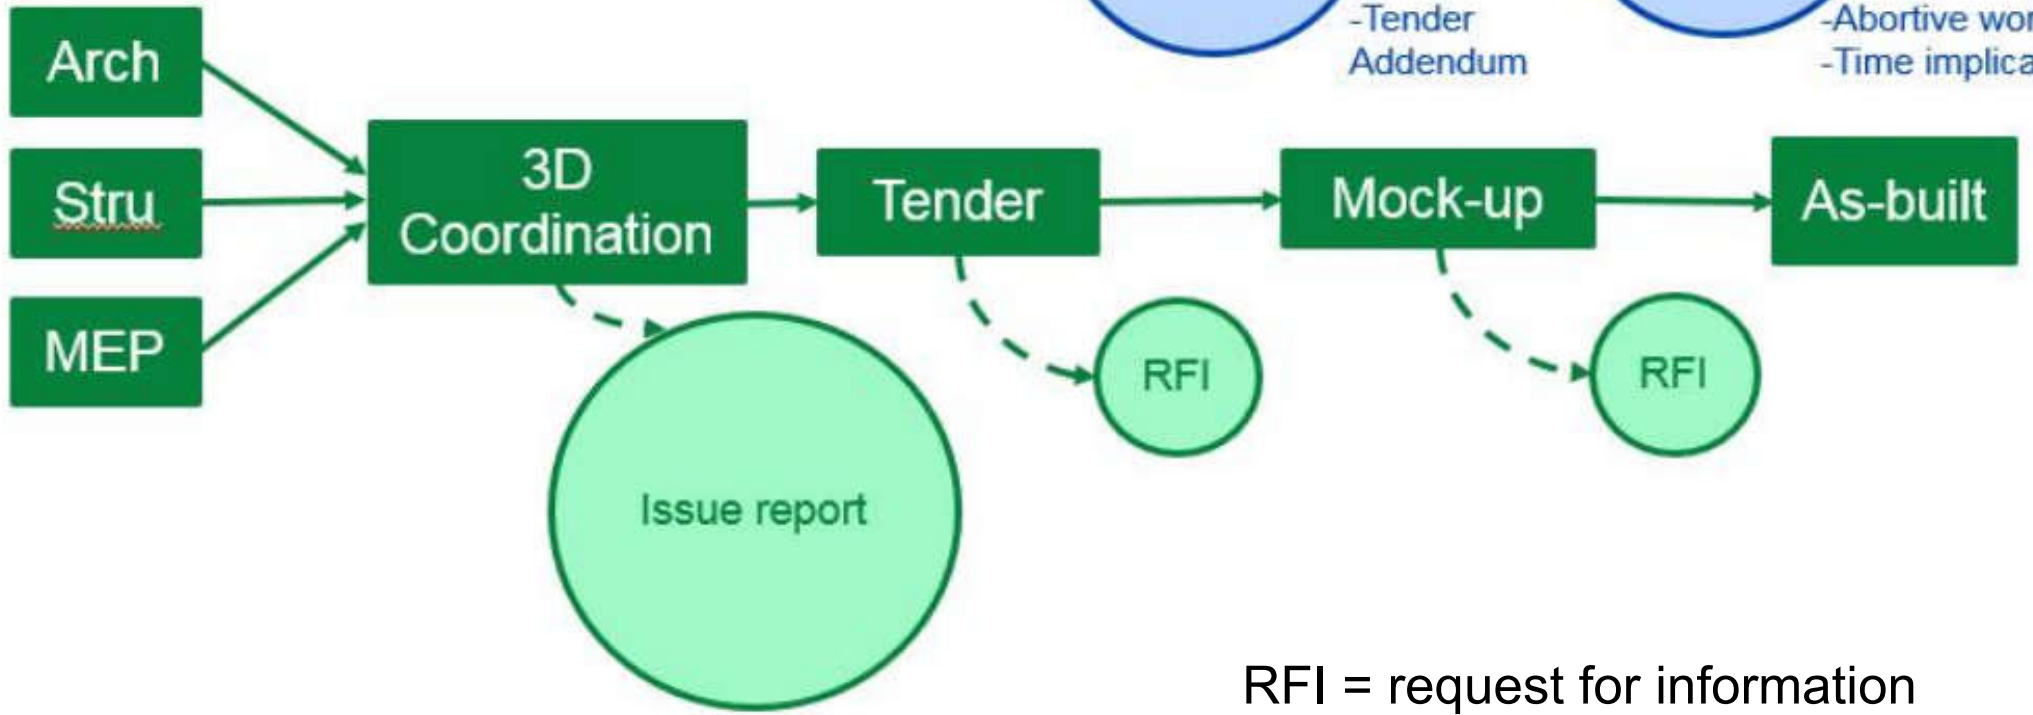 -Tender
Addendum
-Abortive
-Time
Arch
Stru
MEP
3D
Coordination
Tender
Mock-up
As-built
Issue report
RFI
RFI
RFI = request for information